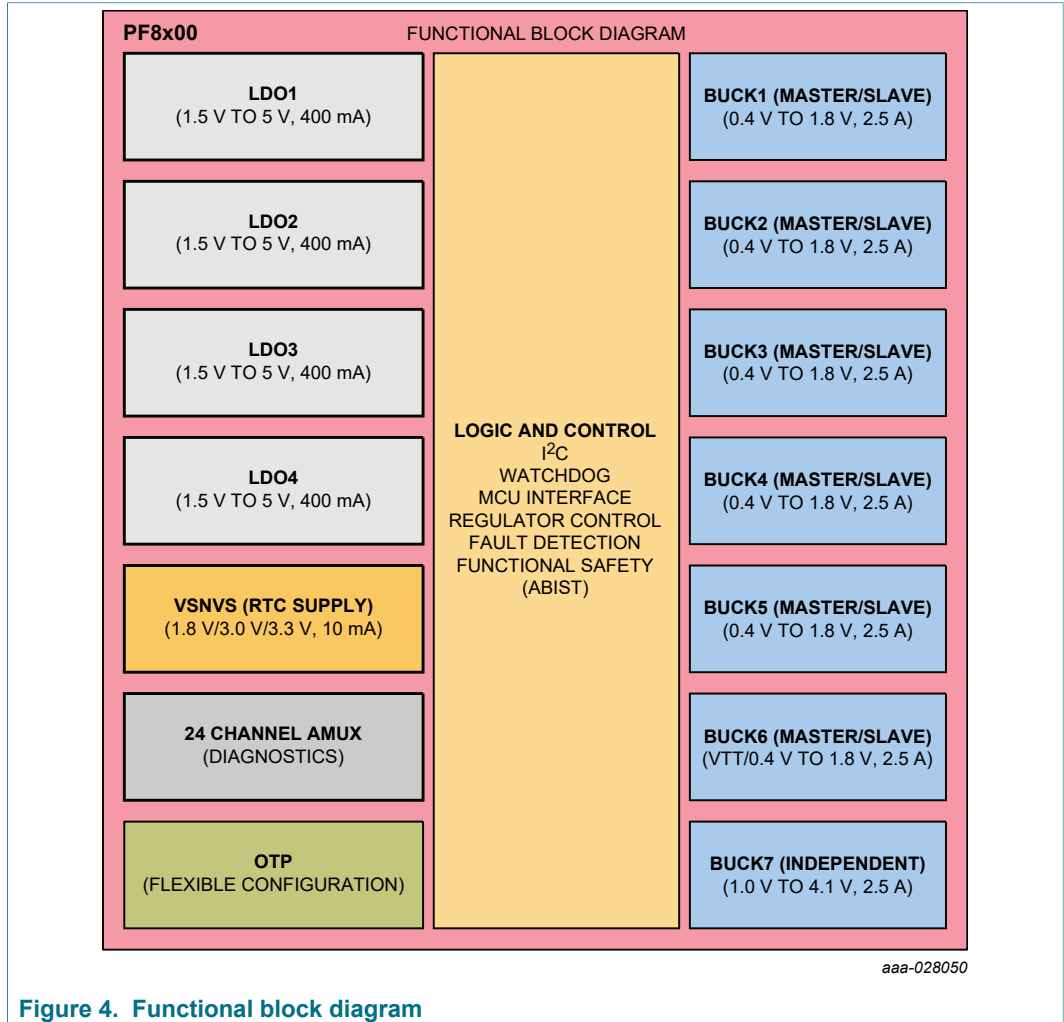 PF8x00
FUNCTIONAL BLOCK DIAGRAM
LDO1
(1.5 V TO 5 V, 400 mA)
LDO2
(1.5 V TO 5 V, 400 mA)
LDO3
(1.5 V TO 5 V, 400 mA)
LDO4
(1.5 V TO 5 V, 400 mA)
VSNVS (RTC SUPPLY)
(1.8 V/3.0 V/3.3 V, 10 mA)
24 CHANNEL AMUX
(DIAGNOSTICS)
OTP
(FLEXIBLE CONFIGURATION)
LOGIC AND CONTROL
I2C
WATCHDOG
MCU INTERFACE
REGULATOR CONTROL
FAULT DETECTION
FUNCTIONAL SAFETY
(ABIST)
BUCK1 (MASTER/SLAVE)
(0.4 V TO 1.8 V, 2.5 A)
BUCK2 (MASTER/SLAVE)
(0.4 V TO 1.8 V, 2.5 A)
BUCK3 (MASTER/SLAVE)
(0.4 V TO 1.8 V, 2.5 A)
BUCK4 (MASTER/SLAVE)
(0.4 V TO 1.8 V, 2.5 A)
BUCK5 (MASTER/SLAVE)
(0.4 V TO 1.8 V, 2.5 A)
BUCK6 (MASTER/SLAVE)
(VTT/0.4 V TO 1.8 V, 2.5 A)
BUCK7 (INDEPENDENT)
(1.0 V TO 4.1 V, 2.5 A)
aaa-028050
Figure 4. Functional block diagram